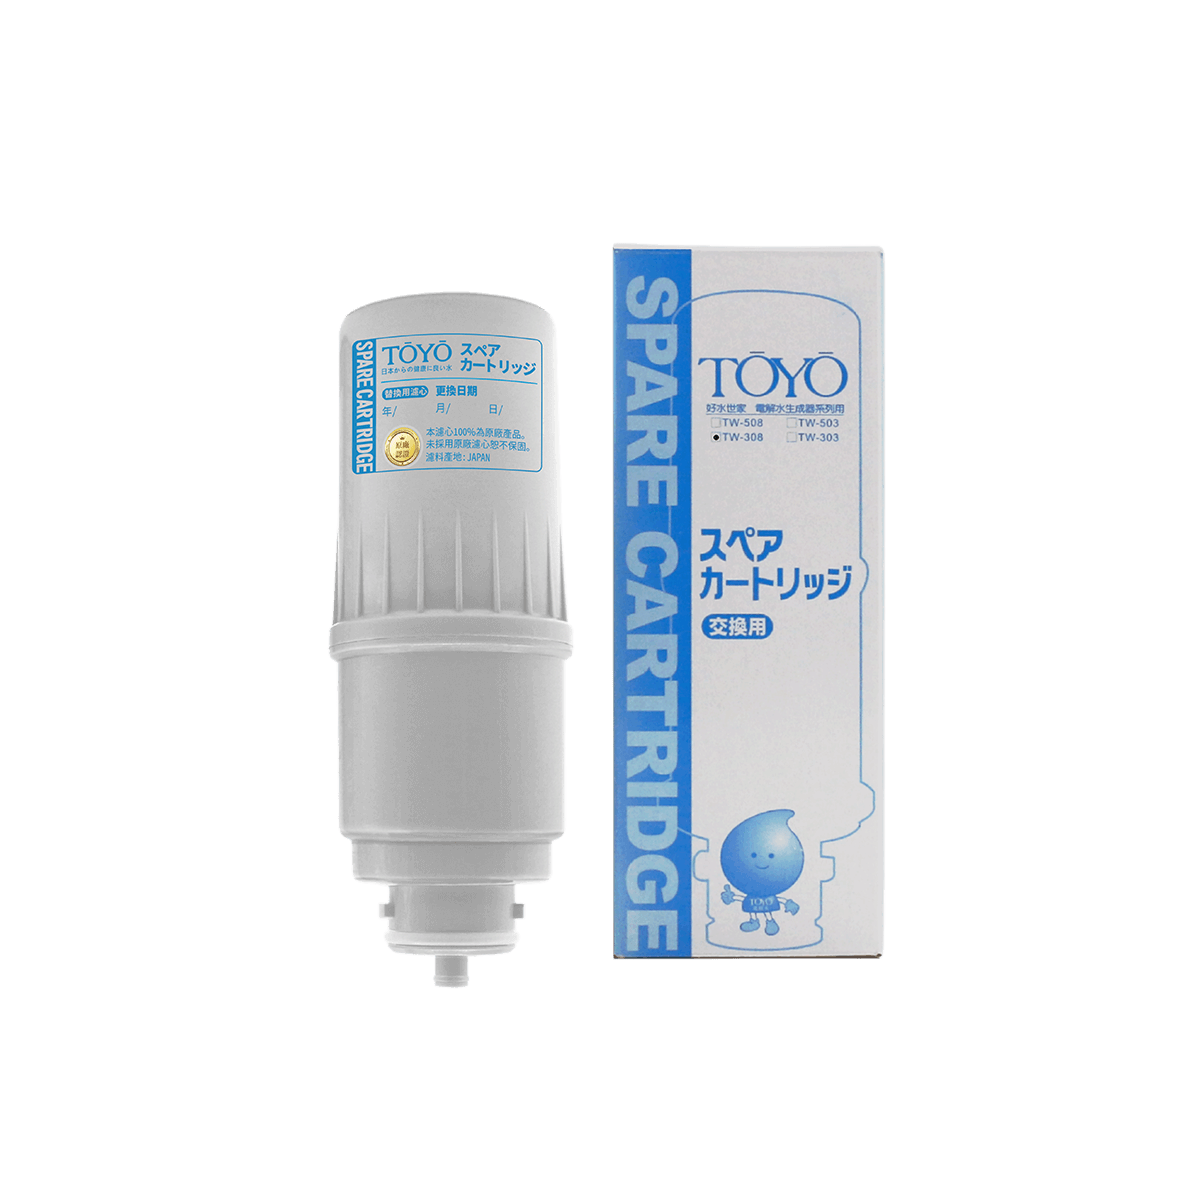 SPARE CARTRIDGE
TŌYŌ
スペア
カートリッジ
日本からの健康に良い水
替換用濾心 更換日期
年/ 月/ 日/
原廠
認證
本濾心100%為原廠產品。
未採用原廠濾心恕不保固。
濾料產地:JAPAN
SPARE CARTRIDGE
TŌYŌ
好水世家 電解水生成器系列用
TW-508 TW-503
TW-308 TW-303
スペア
カートリッジ
交換用
TOYO